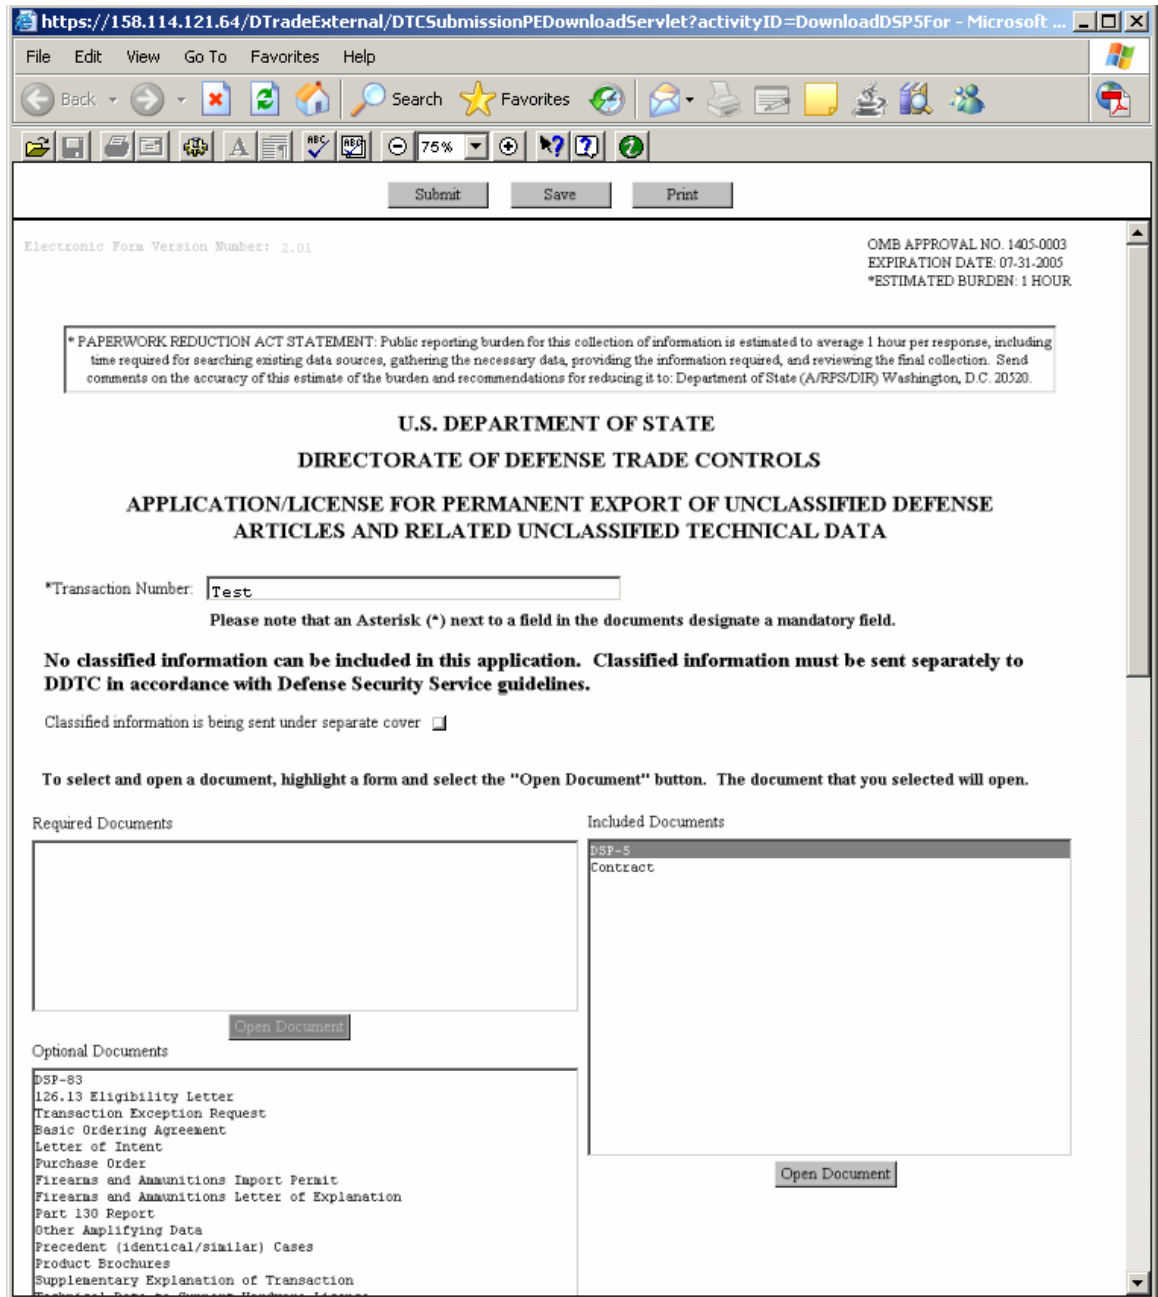 https://158.114.121.64/DTradeExternal/DTCSubmissionPEDownloadServlet?activityID=DownloadDSP5For - Microsoft ...
File Edit View Go To Favorites Help
Back Search Favorites
75%
Submit Save Print
Electronic Form Version Number: 2.01
OMB APPROVAL NO. 1405-0003
EXPIRATION DATE: 07-31-2005
*ESTIMATED BURDEN: 1 HOUR
* PAPERWORK REDUCTION ACT STATEMENT: Public reporting burden for this collection of information is estimated to average 1 hour per response, including
time required for searching existing data sources, gathering the necessary data, providing the information required, and reviewing the final collection. Send
comments on the accuracy of this estimate of the burden and recommendations for reducing it to: Department of State (A/RPS/DIR) Washington, D.C. 20520.
U.S. DEPARTMENT OF STATE
DIRECTORATE OF DEFENSE TRADE CONTROLS
APPLICATION/LICENSE FOR PERMANENT EXPORT OF UNCLASSIFIED DEFENSE
ARTICLES AND RELATED UNCLASSIFIED TECHNICAL DATA
*Transaction Number: Test
Please note that an Asterisk (*) next to a field in the documents designate a mandatory field.
No classified information can be included in this application. Classified information must be sent separately to
DDTC in accordance with Defense Security Service guidelines.
Classified information is being sent under separate cover
To select and open a document, highlight a form and select the "Open Document" button. The document that you selected will open.
Required Documents
Open Document
Optional Documents
DSP-83
126.13 Eligibility Letter
Transaction Exception Request
Basic Ordering Agreement
Letter of Intent
Purchase Order
Firearms and Ammunitions Import Permit
Firearms and Ammunitions Letter of Explanation
Part 130 Report
Other Amplifying Data
Precedent (identical/similar) Cases
Product Brochures
Supplementary Explanation of Transaction
Technical Data to Support Hardware License
Included Documents
DSP-5
Contract
Open Document